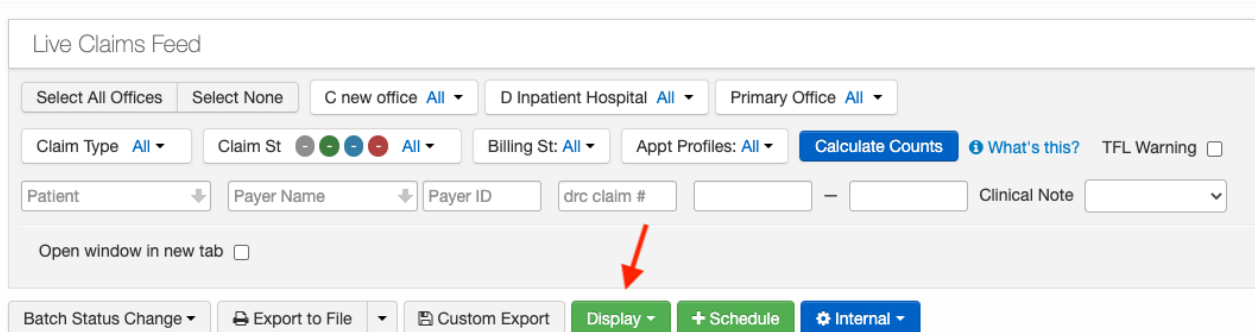 Live Claims Feed
Select All Offices Select None C new office All D Inpatient Hospital All Primary Office All
Claim Type All Claim St - - - - All Billing St: All Appt Profiles: All Calculate Counts What's this? TFL Warning
Patient Payer Name Payer ID drc claim # — Clinical Note
Open window in new tab
Batch Status Change Export to File Custom Export Display + Schedule Internal